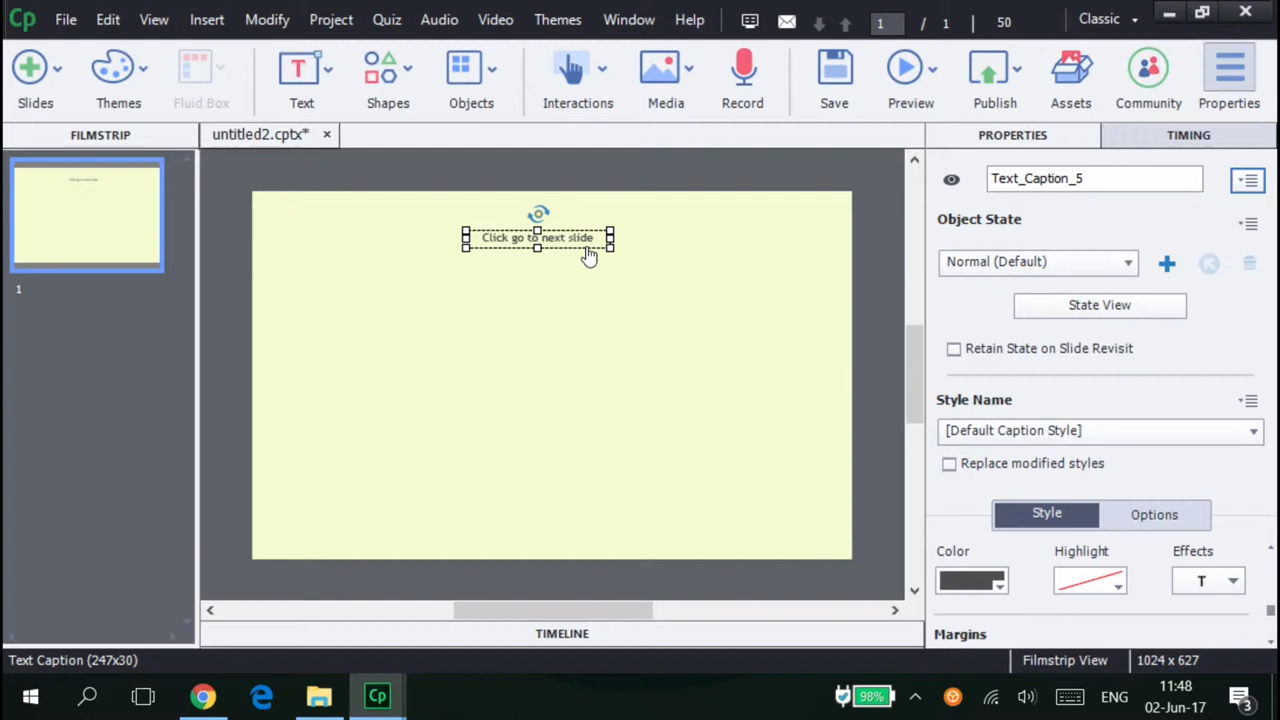 Cp File Edit View Insert Modify Project Quiz Audio Video Themes Window Help 1 / 1 50 Classic
Slides Themes Fluid Box Text Shapes Objects Interactions Media Record Save Preview Publish Assets Community Properties
FILMSTRIP untitled2.cptx* × PROPERTIES TIMING
Text_Caption_5
Object State
Click go to next slide
Normal (Default)
1
State View
Retain State on Slide Revisit
Style Name
[Default Caption Style]
Replace modified styles
Style Options
Color Highlight Effects
T
TIMELINE
Margins
Text Caption (247x30) Filmstrip View 1024 x 627
Cp 98% ENG 11:48
02-Jun-17 3